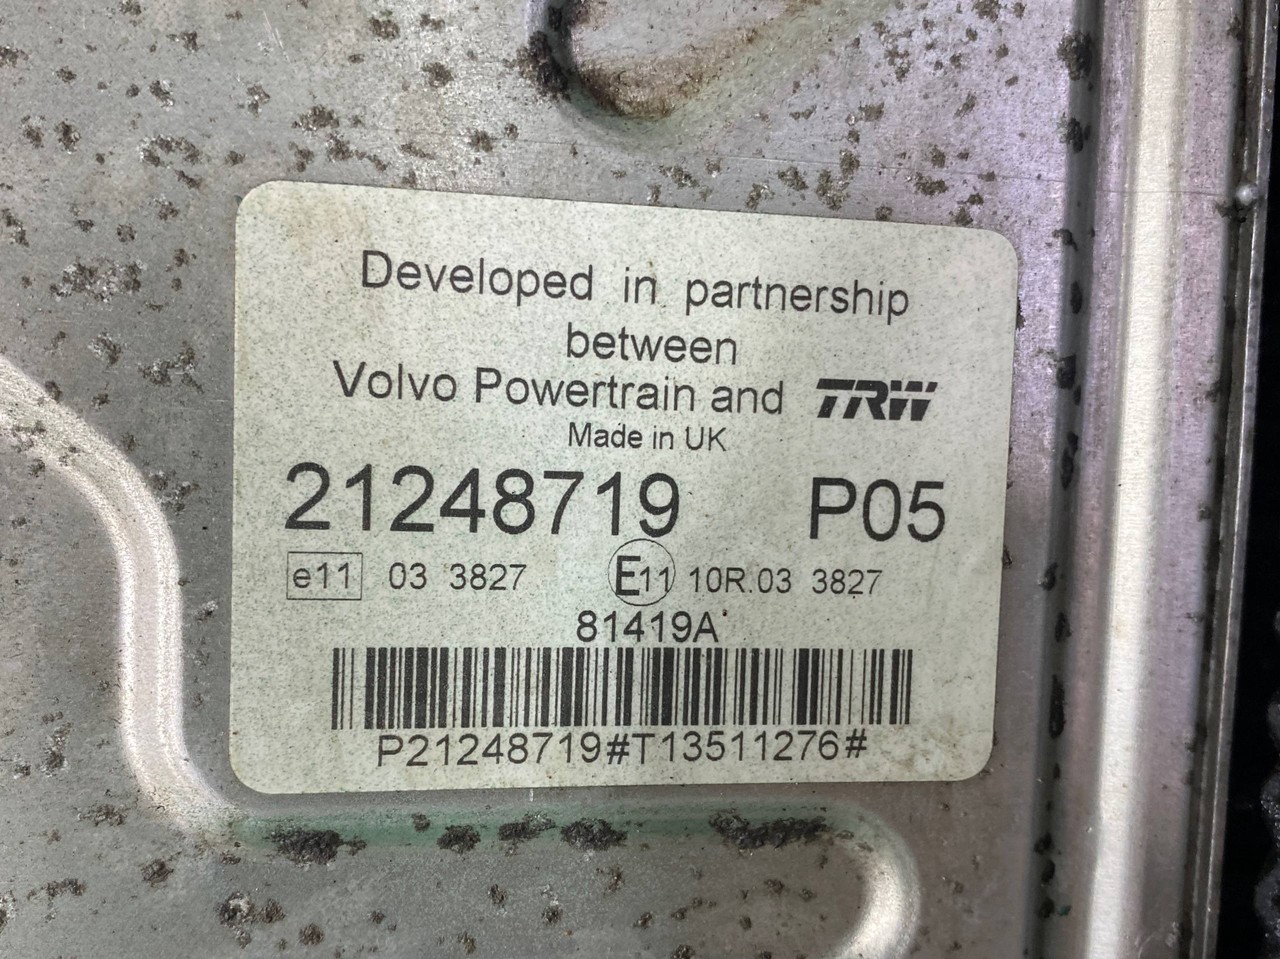 Developed in partnership
between
Volvo Powertrain and TRW
Made in UK
21248719 P05
e11 03 3827 E11 10R.03 3827
81419A
P21248719#T13511276#